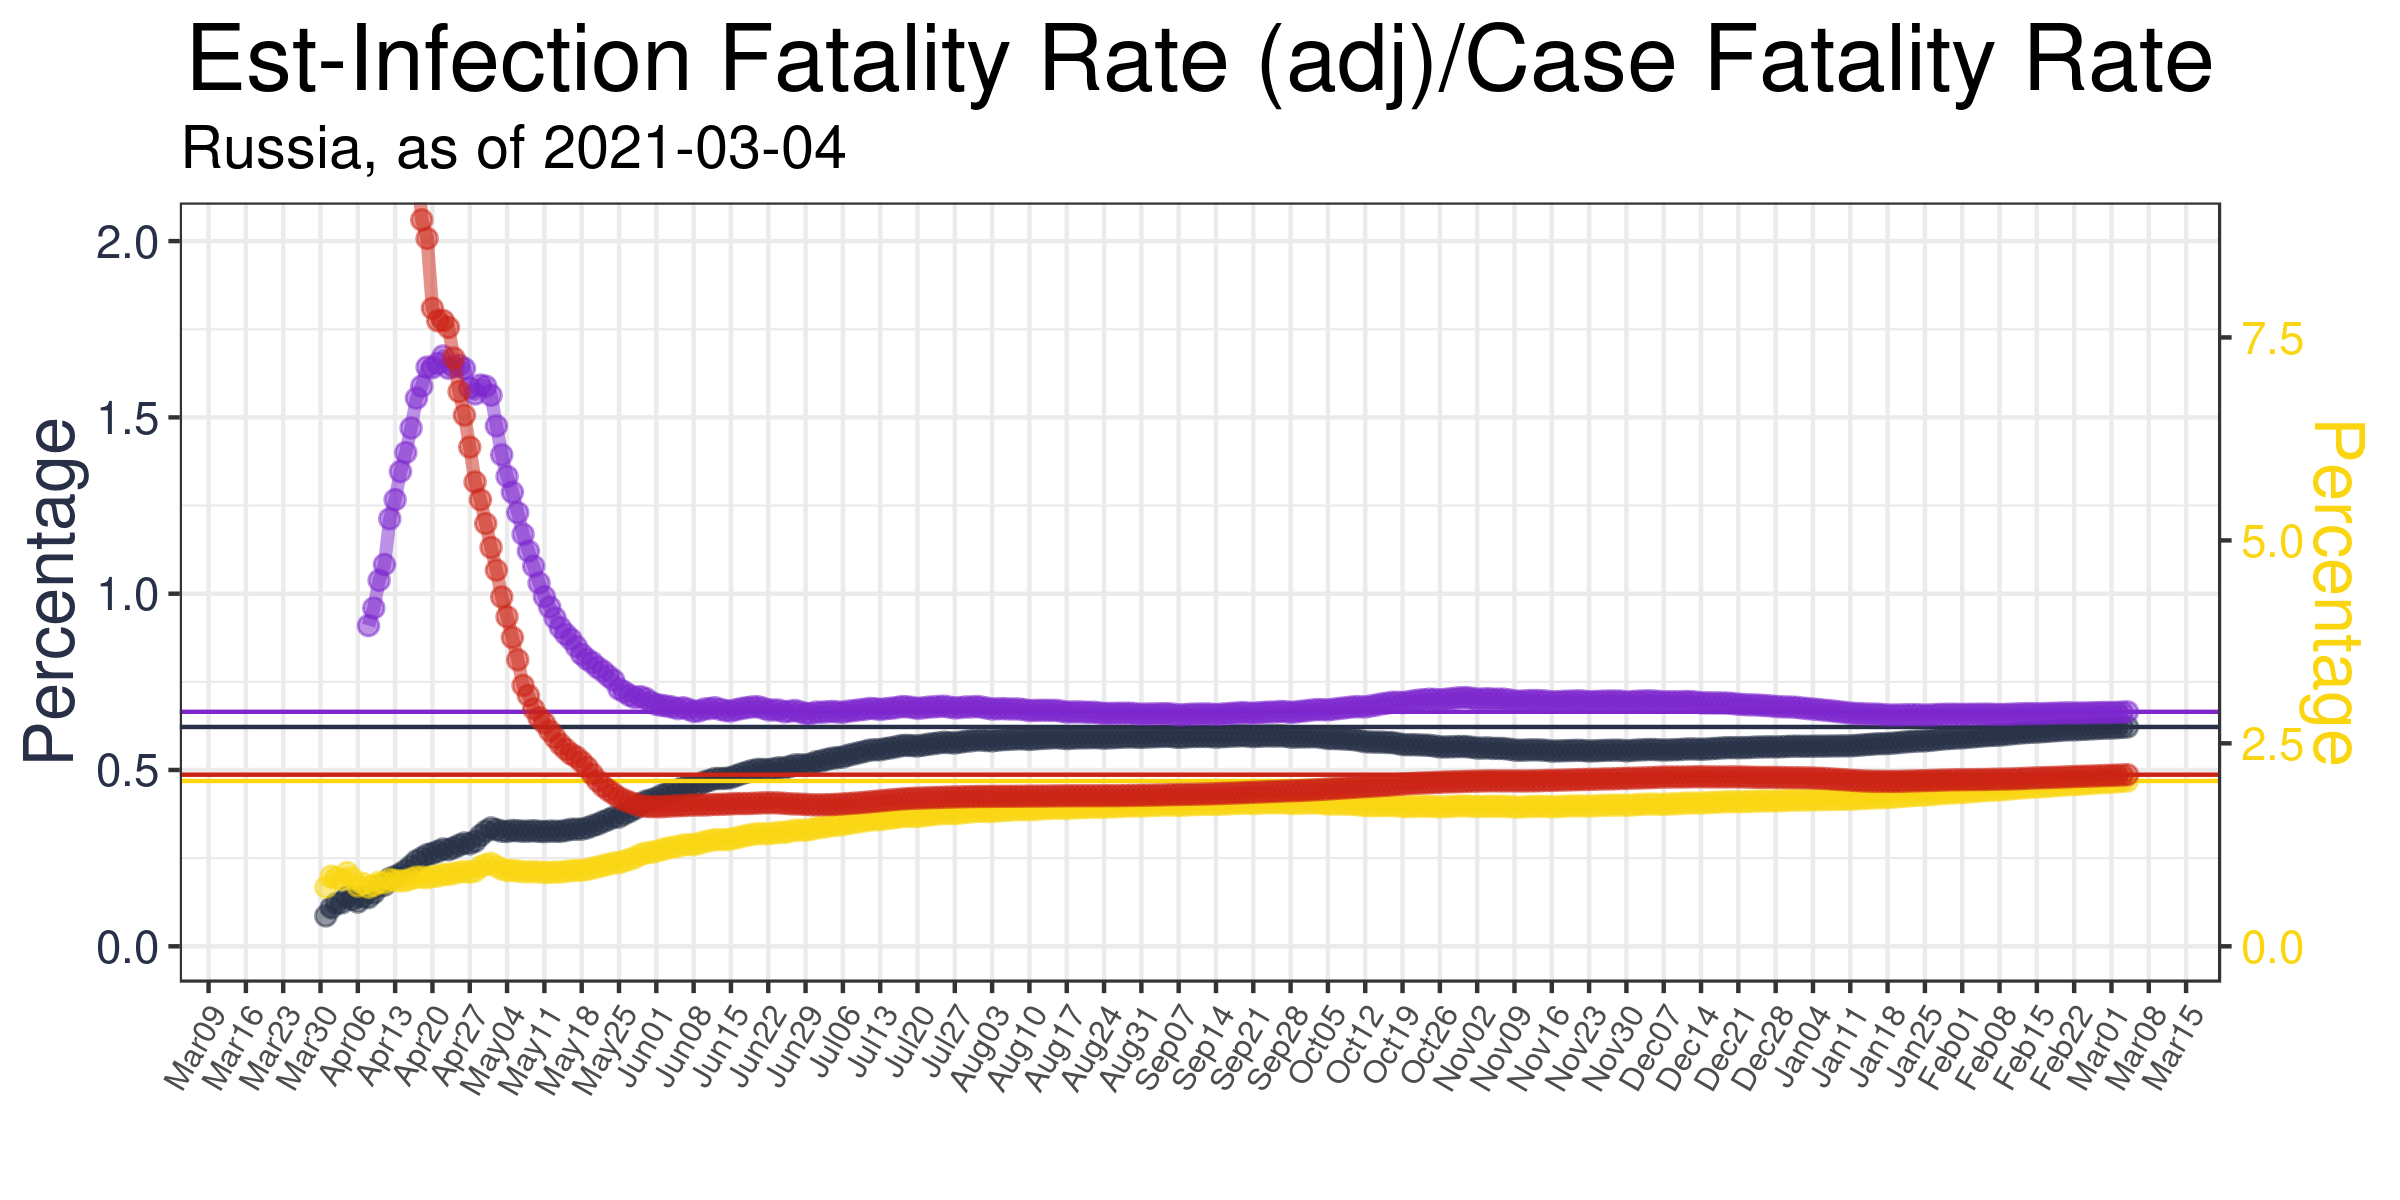 Est-Infection Fatality Rate (adj)/Case Fatality Rate
Russia, as of 2021-03-04
Percentage
2.0
1.5
1.0
0.5
0.0
7.5
5.0
2.5
0.0
Percentage
Mar09 Mar16 Mar23 Mar30 Apr06 Apr13 Apr20 Apr27 May04 May11 May18 May25 Jun01 Jun08 Jun15 Jun22 Jun29 Jul06 Jul13 Jul20 Jul27 Aug03 Aug10 Aug17 Aug24 Aug31 Sep07 Sep14 Sep21 Sep28 Oct05 Oct12 Oct19 Oct26 Nov02 Nov09 Nov16 Nov23 Nov30 Dec07 Dec14 Dec21 Dec28 Dec04 Jan11 Jan18 Jan25 Feb01 Feb08 Feb15 Feb22 Mar01 Mar08 Mar15